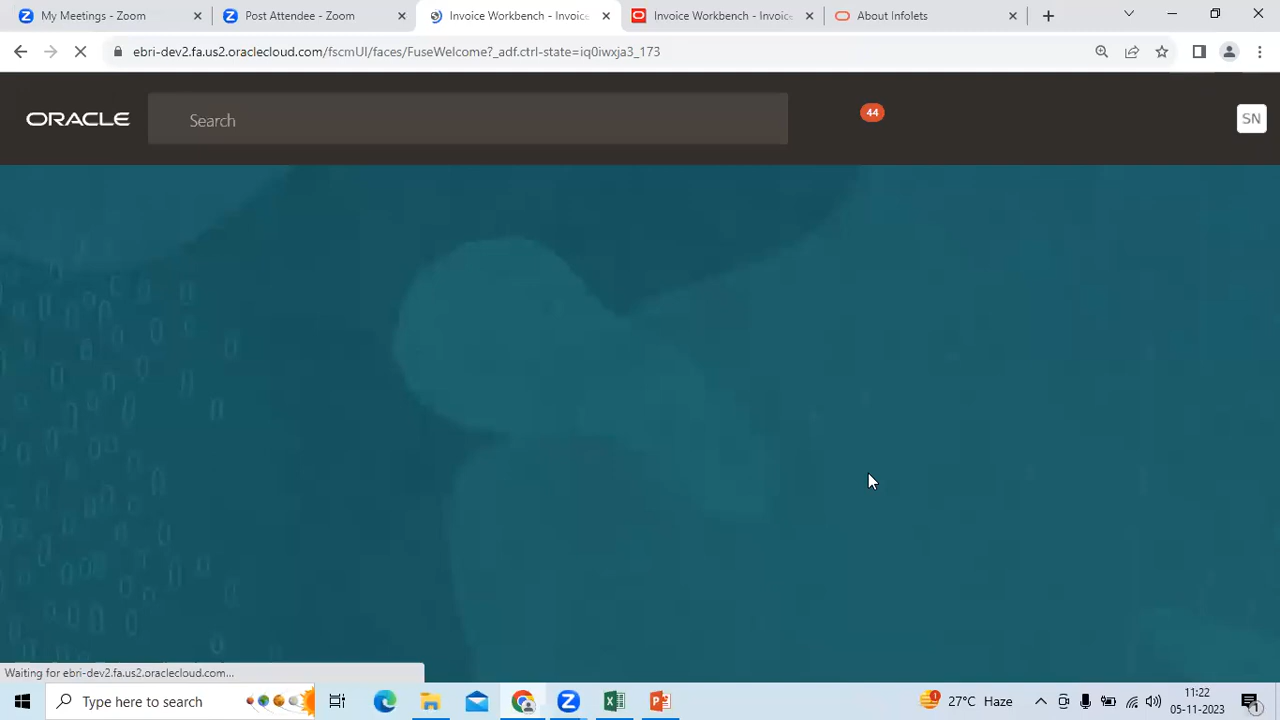 My Meetings - Zoom
Post Attendee - Zoom
Invoice Workbench - Invoic
Invoice Workbench - Invoic
About Infolets
ebri-dev2.fa.us2.oraclecloud.com/fscmUI/faces/FuseWelcome?_adf.ctrl-state=iq0iwxja3_173
ORACLE
Search
44
SN
Waiting for ebri-dev2.fa.us2.oraclecloud.com...
Type here to search
27°C Haze
11:22
05-11-2023